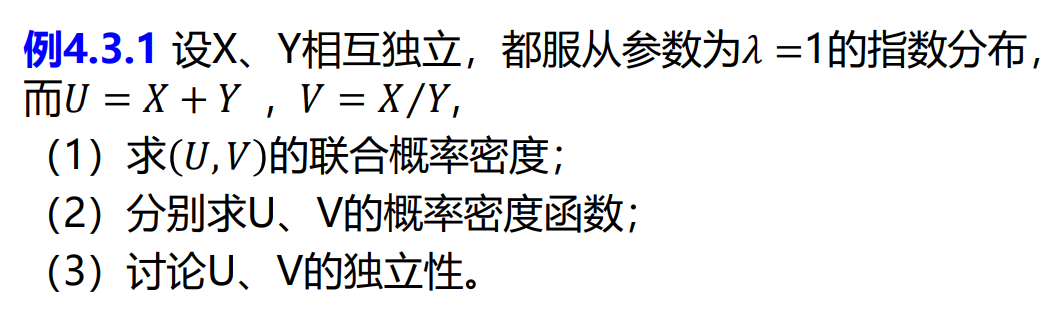 例4.3.1 设X、Y相互独立，都服从参数为λ =1的指数分布，
而U = X + Y ，V = X/Y,
（1）求(U,V)的联合概率密度；
（2）分别求U、V的概率密度函数；
（3）讨论U、V的独立性。